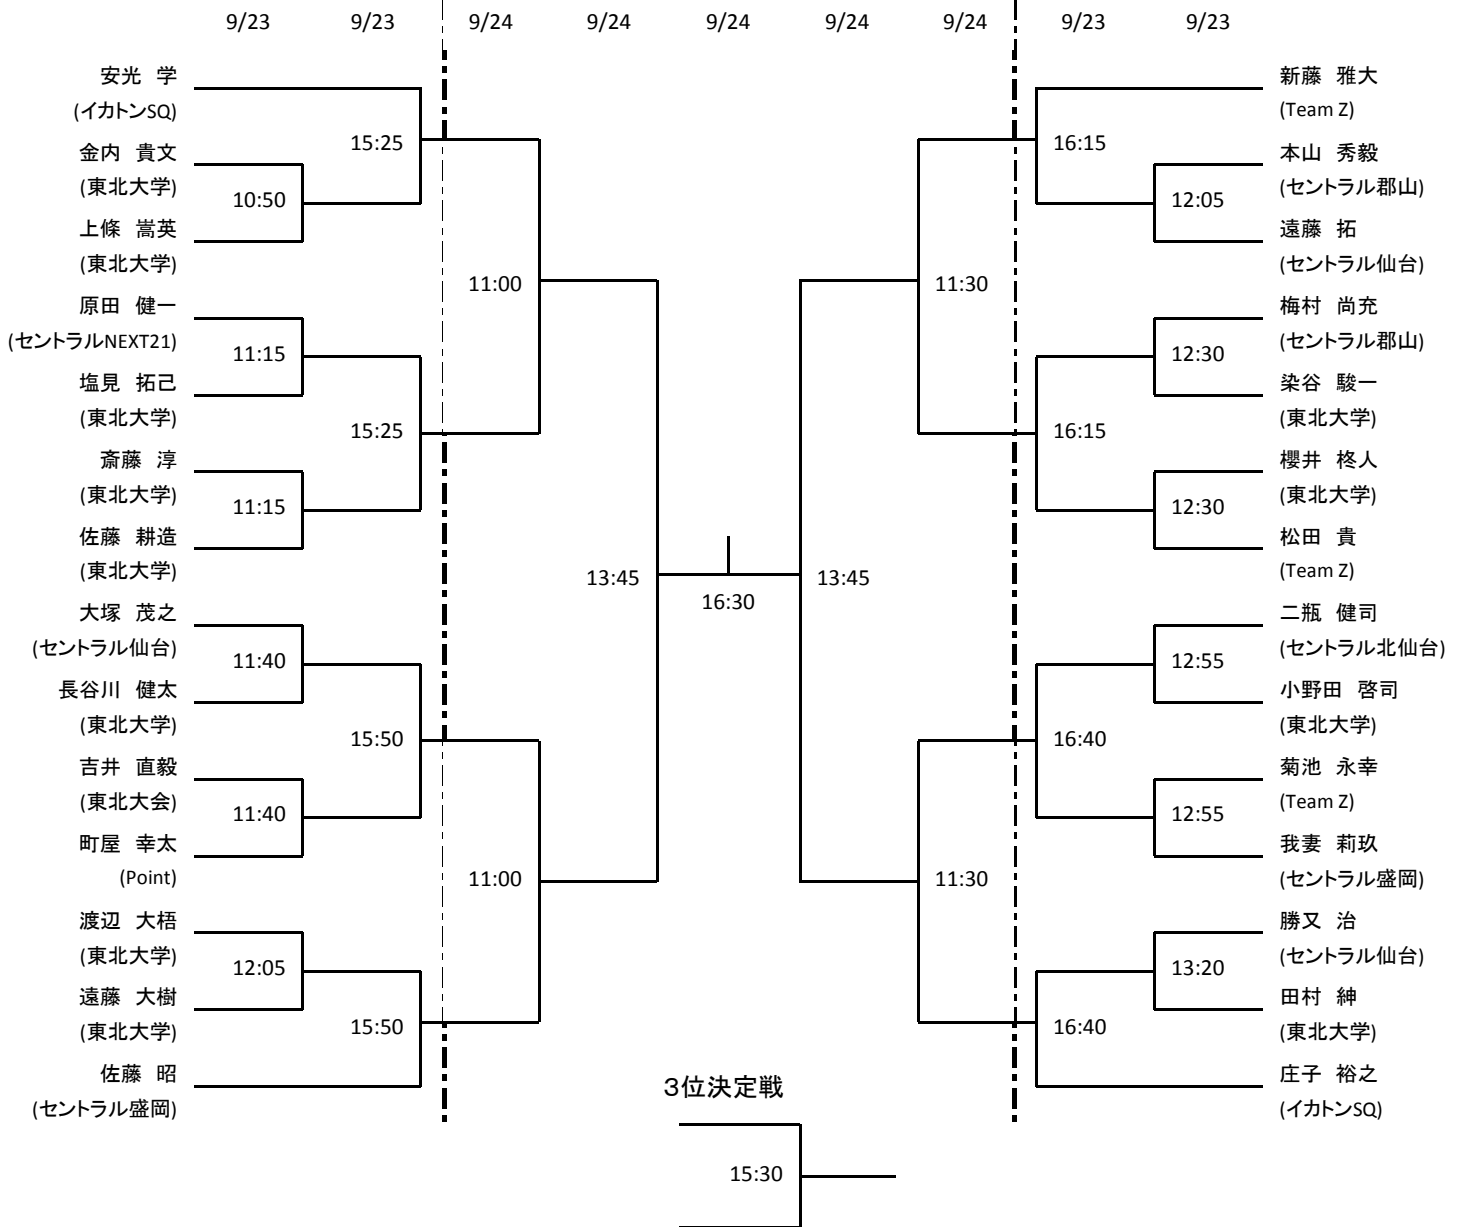 9/23 9/23 9/24 9/24 9/24 9/24 9/24 9/23 9/23
安光 学
(イカトンSQ)
15:25
金内 貴文
(東北大学)
10:50
上條 嵩英
(東北大学)
11:00
原田 健一
(セントラルNEXT21)
11:15
塩見 拓己
(東北大学)
15:25
斎藤 淳
(東北大学)
11:15
佐藤 耕造
(東北大学)
13:45
大塚 茂之
(セントラル仙台)
11:40
長谷川 健太
(東北大学)
15:50
吉井 直毅
(東北大会)
11:40
町屋 幸太
(Point)
11:00
渡辺 大梧
(東北大学)
12:05
遠藤 大樹
(東北大学)
15:50
佐藤 昭
(セントラル盛岡)
16:30
新藤 雅大
(Team Z)
16:15
本山 秀毅
(セントラル郡山)
12:05
遠藤 拓
(セントラル仙台)
11:30
梅村 尚充
(セントラル郡山)
12:30
染谷 駿一
(東北大学)
16:15
櫻井 柊人
(東北大学)
12:30
松田 貴
(Team Z)
13:45
二瓶 健司
(セントラル北仙台)
12:55
小野田 啓司
(東北大学)
16:40
菊池 永幸
(Team Z)
12:55
我妻 莉玖
(セントラル盛岡)
11:30
勝又 治
(セントラル仙台)
13:20
田村 紳
(東北大学)
16:40
庄子 裕之
(イカトンSQ)
3位決定戦
15:30